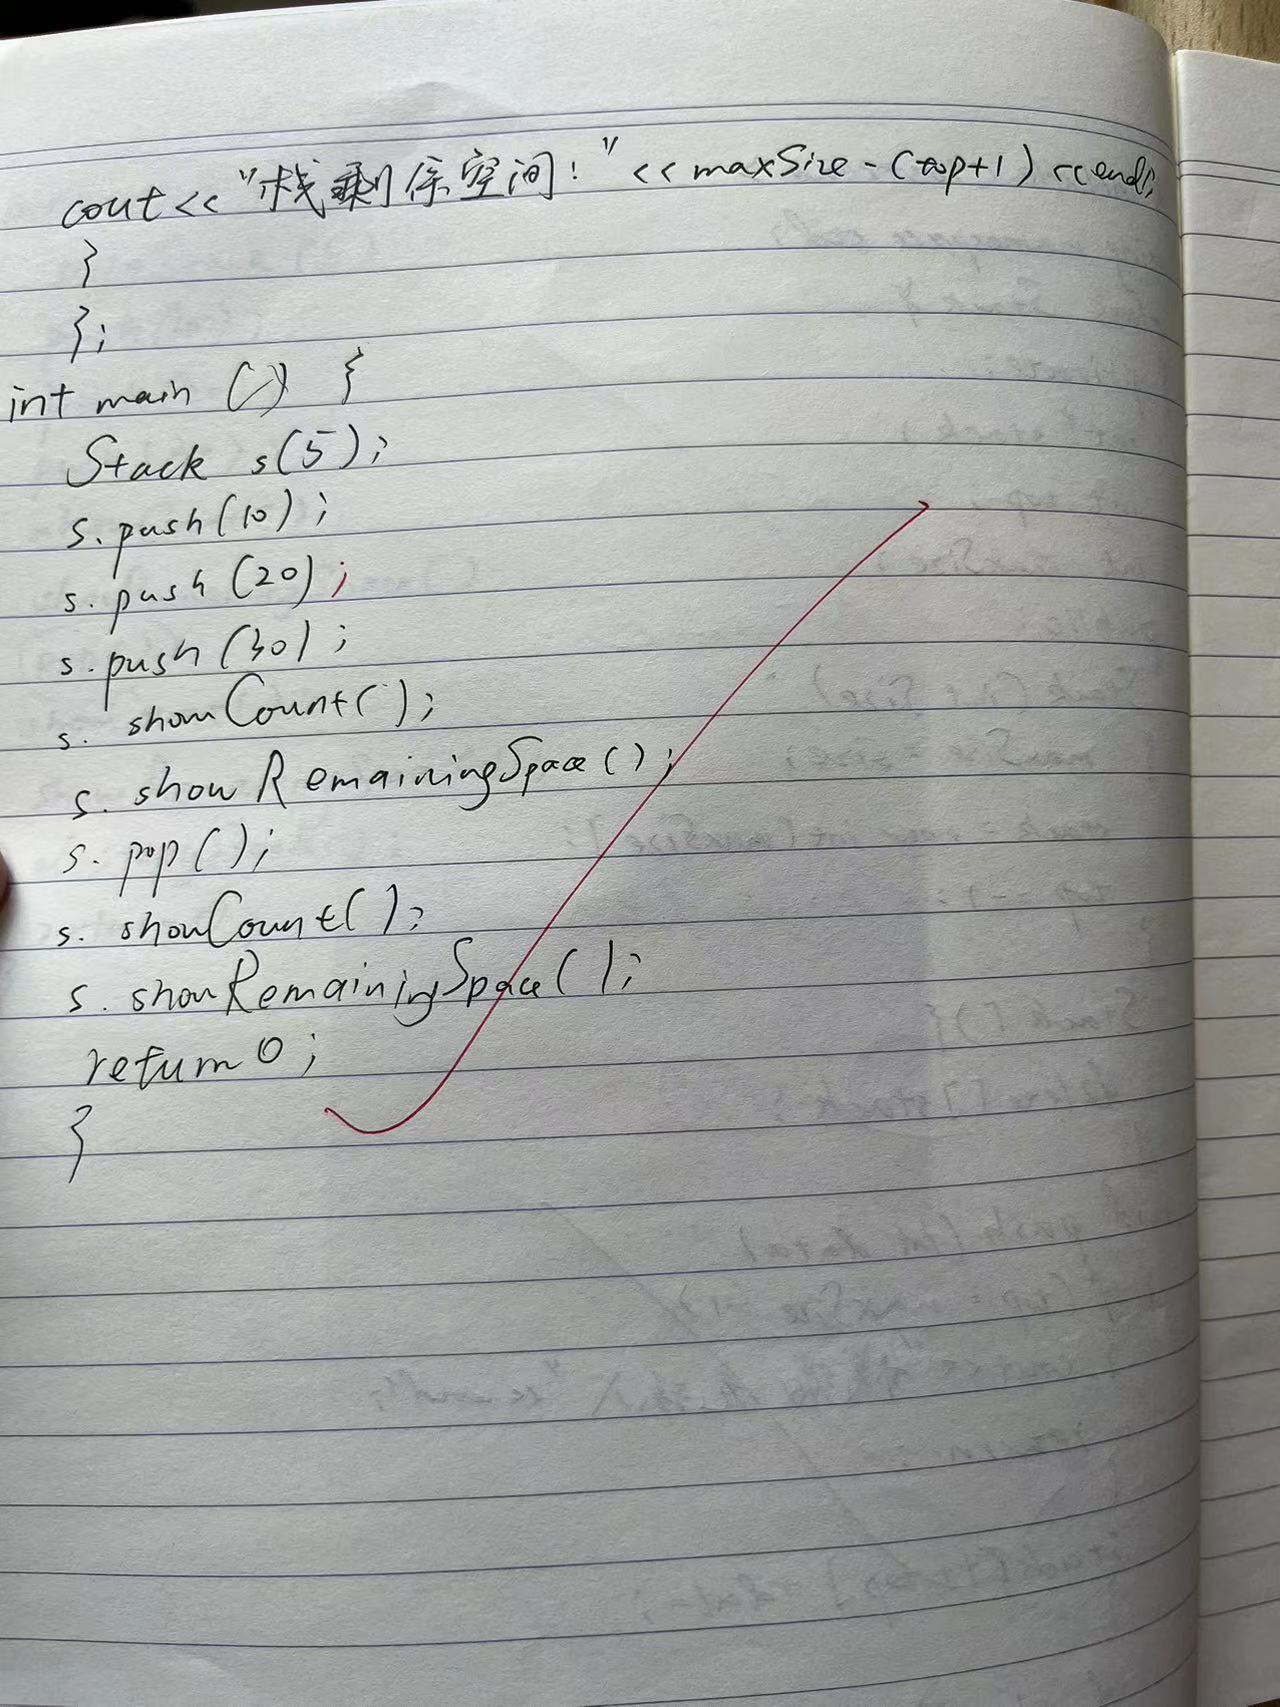 cout<<"栈剩余空间:"<<maxSize-(top+1)<<endl;
}
};
int main() {
Stack s(5);
s.push(10);
s.push(20);
s.push(30);
s. showCount();
s. showRemainingSpace();
s. pop();
s. showCount();
s. showRemainingSpace();
return 0;
}